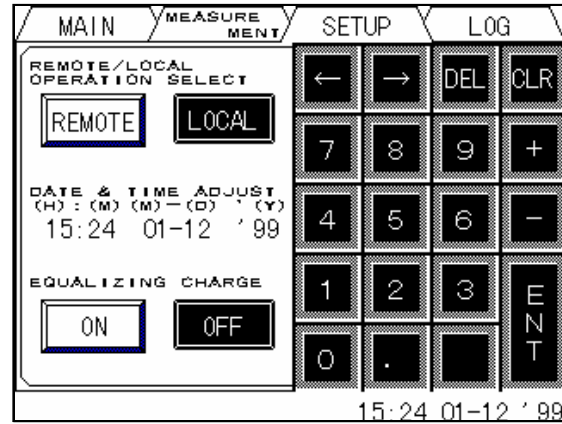 MAIN MEASUREMENT SETUP LOG
REMOTE/LOCAL
OPERATION SELECT
REMOTE LOCAL
DATE & TIME ADJUST
(H):(M) (M)-(D) '(Y)
15:24 01-12 '99
EQUALIZING CHARGE
ON OFF
← → DEL CLR
7 8 9 +
4 5 6 -
1 2 3 ENT
0 .
15:24 01-12 '99